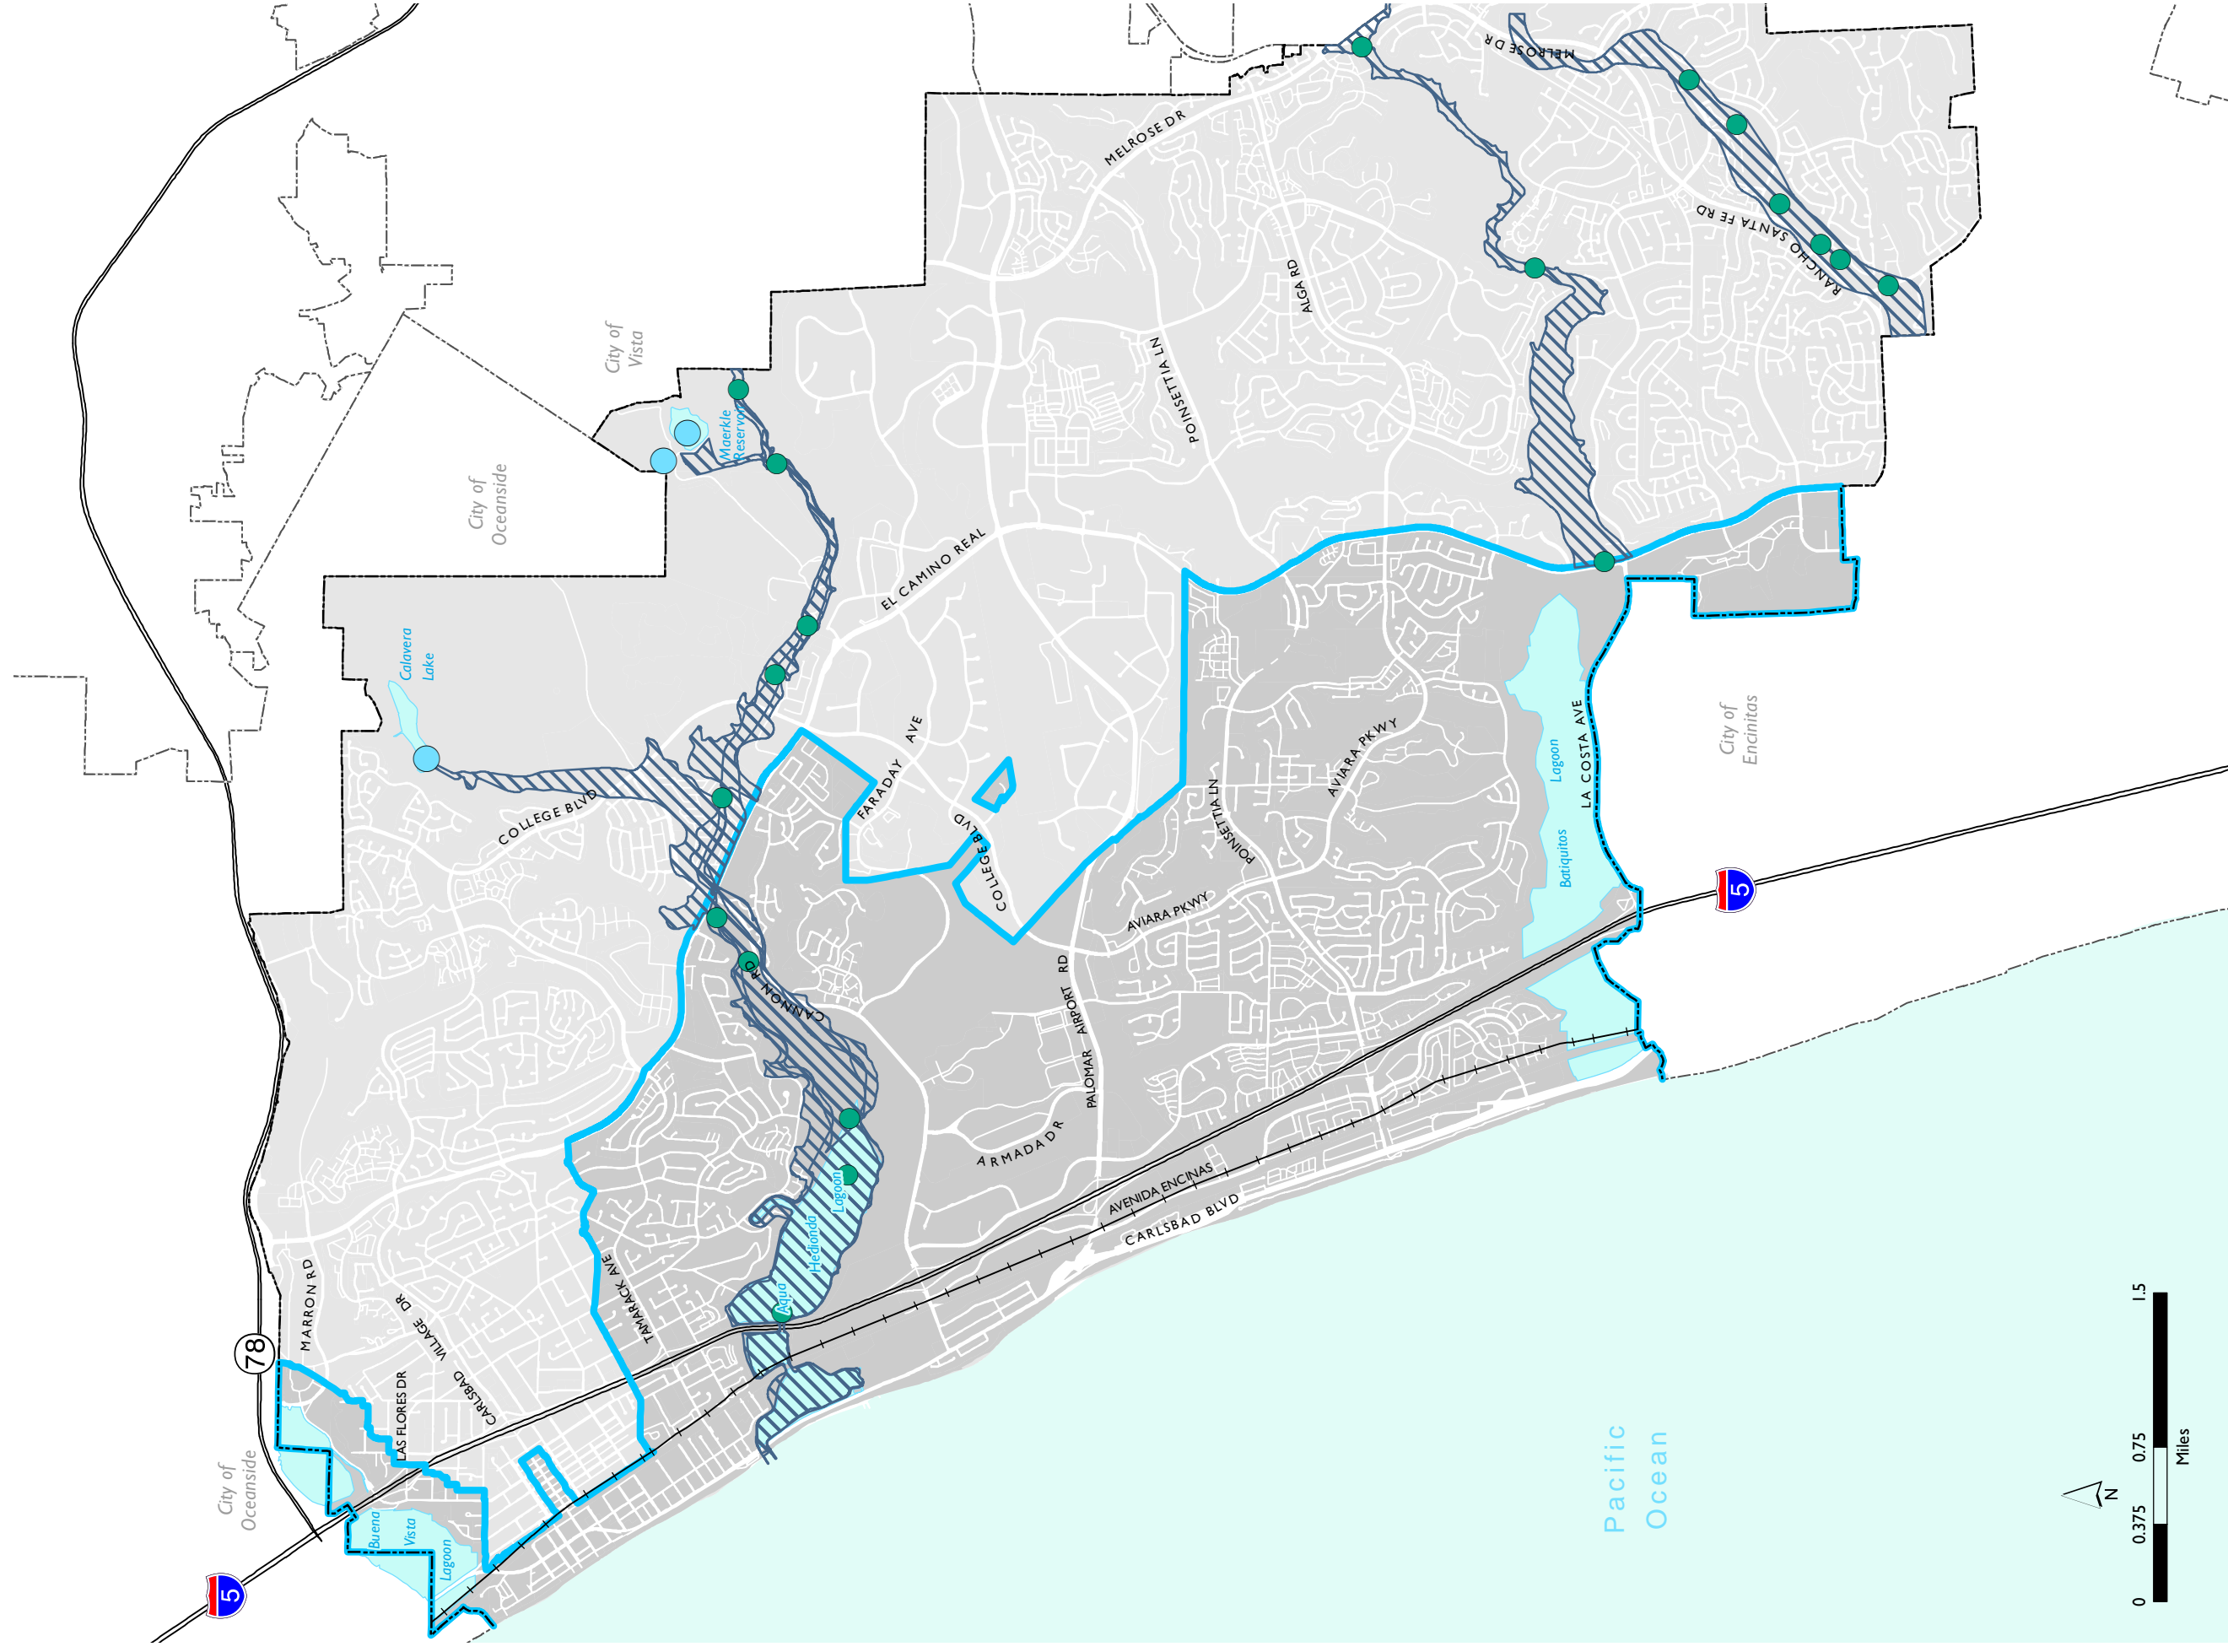 78
5
City of
Oceanside
Buena
Vista
Lagoon
MARRON RD
LAS FLORES DR
CARLSBAD
VILLAGE DR
TAMARACK AVE
Calavera
Lake
City of
Oceanside
City of
Vista
Maerkle
Reservoir
COLLEGE BLVD
CANNON RD
Aqua
Hedionda
Lagoon
EL CAMINO REAL
FARADAY AVE
COLLEGE BLVD
MELROSE DR
ALGA RD
POINSETTIA LN
PALOMAR AIRPORT RD
ARMADA DR
AVENIDA ENCINAS
CARLSBAD BLVD
AVIARA PKWY
POINSETTIA LN
AVIARA PKWY
MELROSE DR
RANCHO SANTA FE RD
Batiquitos
Lagoon
LA COSTA AVE
City of
Encinitas
5
Pacific
Ocean
N
0 0.375 0.75 1.5
Miles